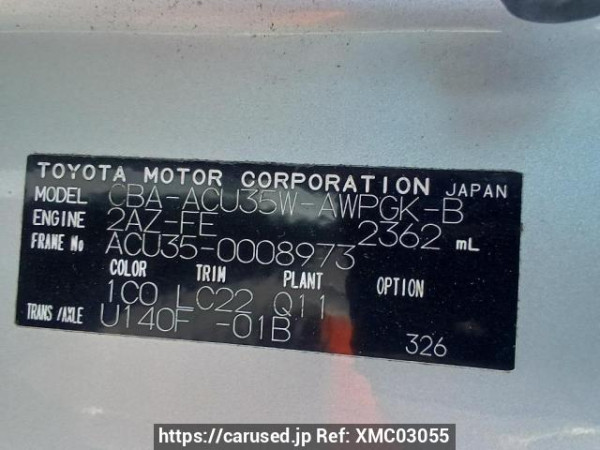 TOYOTA MOTOR CORPORATION JAPAN
MODEL CBA-ACU35W-AWPGK-B
ENGINE 2AZ-FE 2362 mL
FRAME No ACU35-0008973
COLOR TRIM PLANT OPTION
1C0 LC22 Q11
TRANS/AXLE U140F -01B
326
https://carused.jp Ref: XMC03055